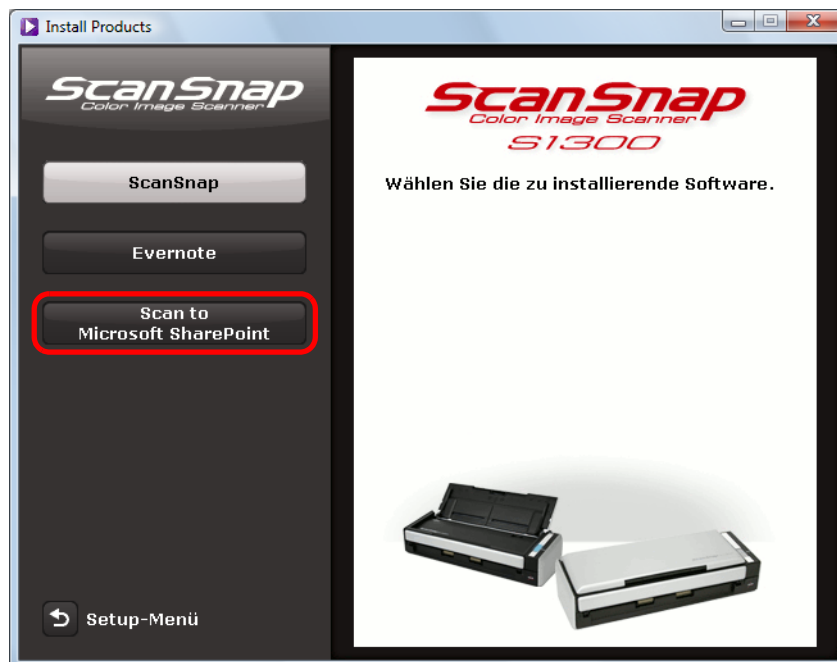 Install Products
ScanSnap
Color Image Scanner
ScanSnap
Evernote
Scan to
Microsoft SharePoint
Setup-Menü
ScanSnap
Color Image Scanner
S1300
Wählen Sie die zu installierende Software.